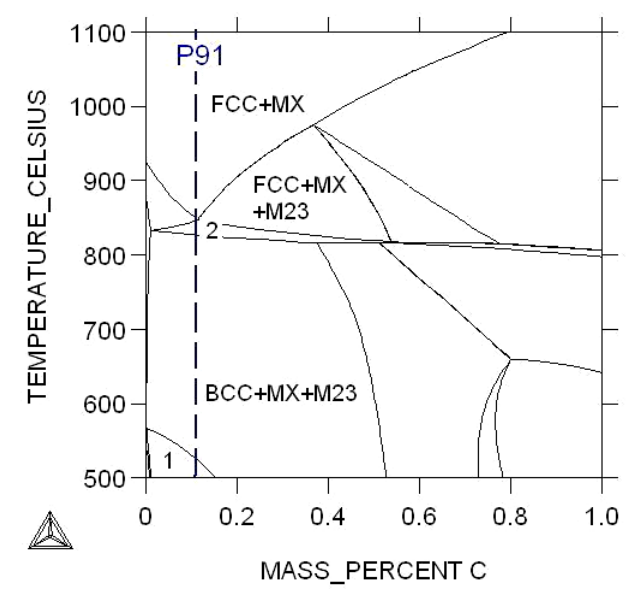 1100
P91
1000
FCC+MX
900
FCC+MX
+M23
2
800
700
600
BCC+MX+M23
1
500
0
0.2
0.4
0.6
0.8
1.0
TEMPERATURE_CELSIUS
MASS_PERCENT C